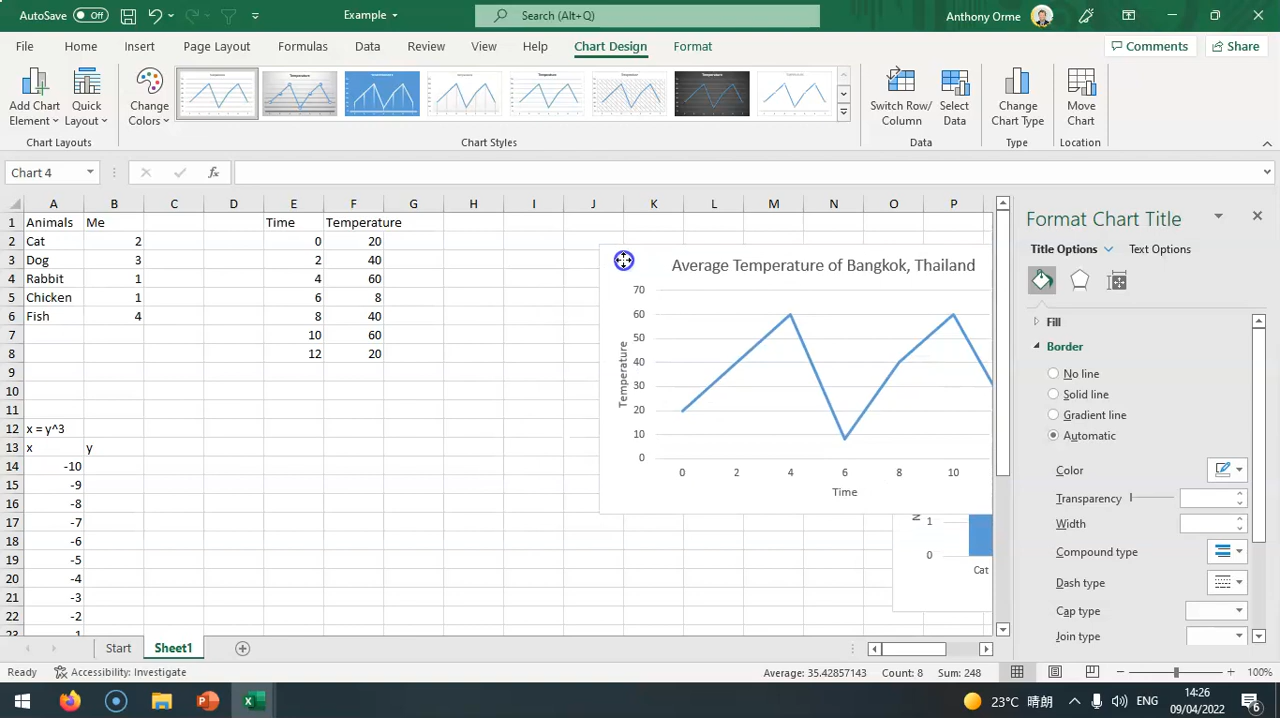 AutoSave Off Example Search (Alt+Q) Anthony Orme
File Home Insert Page Layout Formulas Data Review View Help Chart Design Format Comments Share
Add Chart Element Quick Layout Change Colors Switch Row/ Column Select Data Change Chart Type Move Chart
Chart Layouts Chart Styles Data Type Location
Chart 4 fx
A B C D E F G H I J K L M N O P
1 Animals Me Time Temperature
2 Cat 2 0 20
3 Dog 3 2 40
4 Rabbit 1 4 60
5 Chicken 1 6 8
6 Fish 4 8 40
7 10 60
8 12 20
9
10
11
12 x = y^3
13 x y
14 -10
15 -9
16 -8
17 -7
18 -6
19 -5
20 -4
21 -3
22 -2
23
Average Temperature of Bangkok, Thailand
70
60
50
40
30
20
10
0
Temperature
0 2 4 6 8 10
Time
N
1
0
Cat
Format Chart Title
Title Options Text Options
Fill
Border
No line
Solid line
Gradient line
Automatic
Color
Transparency
Width
Compound type
Dash type
Cap type
Join type
Start Sheet1
Ready Accessibility: Investigate Average: 35.42857143 Count: 8 Sum: 248 100%
23°C 晴朗 ENG 14:26
09/04/2022 6